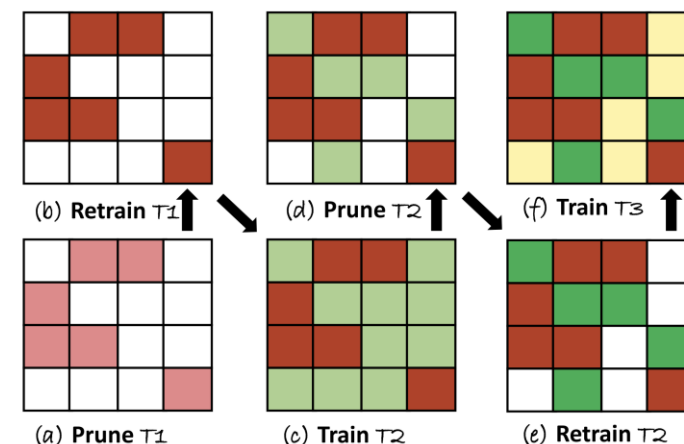 (b) Retrain T1
(d) Prune T2
(f) Train T3
(a) Prune T1
(c) Train T2
(e) Retrain T2